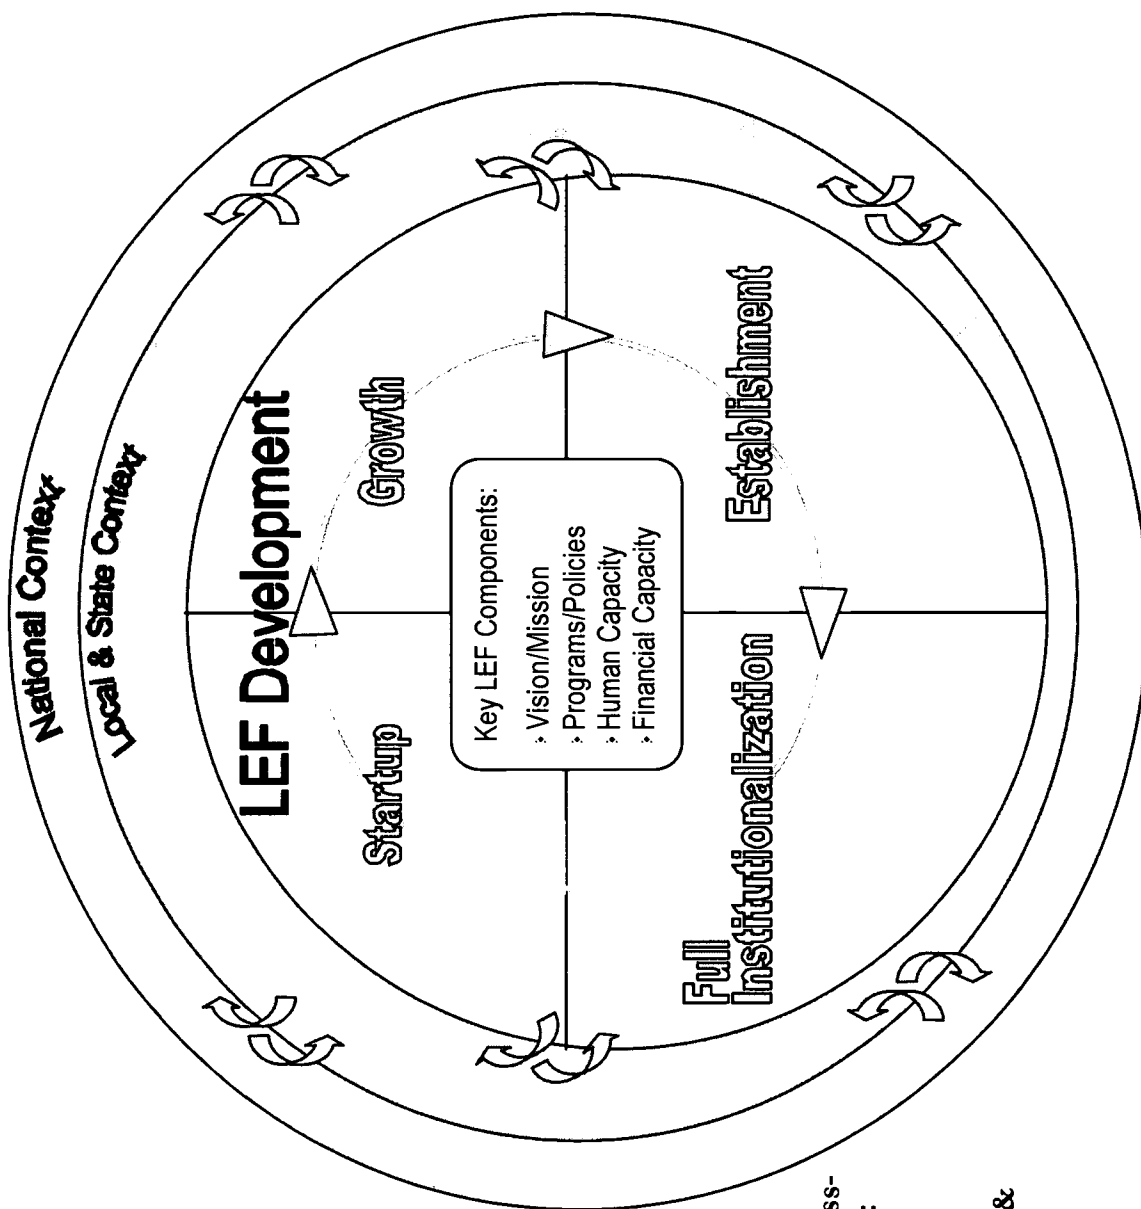 National Context
Local & State Context
LEF Development
Startup
Growth
Key LEF Components:
Vision/Mission
Programs/Policies
Human Capacity
Financial Capacity
Full
Institutionalization
Establishment
ss-
:
&